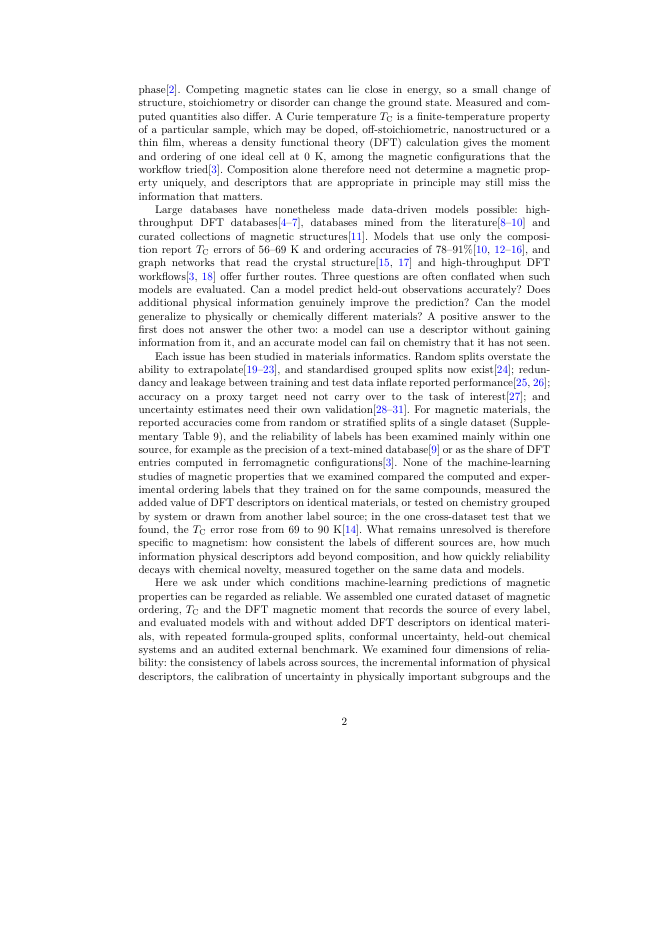 phase[2]. Competing magnetic states can lie close in energy, so a small change of
structure, stoichiometry or disorder can change the ground state. Measured and com-
puted quantities also differ. A Curie temperature TC is a finite-temperature property
of a particular sample, which may be doped, off-stoichiometric, nanostructured or a
thin film, whereas a density functional theory (DFT) calculation gives the moment
and ordering of one ideal cell at 0 K, among the magnetic configurations that the
workflow tried[3]. Composition alone therefore need not determine a magnetic prop-
erty uniquely, and descriptors that are appropriate in principle may still miss the
information that matters.
Large databases have nonetheless made data-driven models possible: high-
throughput DFT databases[4–7], databases mined from the literature[8–10] and
curated collections of magnetic structures[11]. Models that use only the composi-
tion report TC errors of 56–69 K and ordering accuracies of 78–91%[10, 12–16], and
graph networks that read the crystal structure[15, 17] and high-throughput DFT
workflows[3, 18] offer further routes. Three questions are often conflated when such
models are evaluated. Can a model predict held-out observations accurately? Does
additional physical information genuinely improve the prediction? Can the model
generalize to physically or chemically different materials? A positive answer to the
first does not answer the other two: a model can use a descriptor without gaining
information from it, and an accurate model can fail on chemistry that it has not seen.
Each issue has been studied in materials informatics. Random splits overstate the
ability to extrapolate[19–23], and standardised grouped splits now exist[24]; redun-
dancy and leakage between training and test data inflate reported performance[25, 26];
accuracy on a proxy target need not carry over to the task of interest[27]; and
uncertainty estimates need their own validation[28–31]. For magnetic materials, the
reported accuracies come from random or stratified splits of a single dataset (Supple-
mentary Table 9), and the reliability of labels has been examined mainly within one
source, for example as the precision of a text-mined database[9] or as the share of DFT
entries computed in ferromagnetic configurations[3]. None of the machine-learning
studies of magnetic properties that we examined compared the computed and exper-
imental ordering labels that they trained on for the same compounds, measured the
added value of DFT descriptors on identical materials, or tested on chemistry grouped
by system or drawn from another label source; in the one cross-dataset test that we
found, the TC error rose from 69 to 90 K[14]. What remains unresolved is therefore
specific to magnetism: how consistent the labels of different sources are, how much
information physical descriptors add beyond composition, and how quickly reliability
decays with chemical novelty, measured together on the same data and models.
Here we ask under which conditions machine-learning predictions of magnetic
properties can be regarded as reliable. We assembled one curated dataset of magnetic
ordering, TC and the DFT magnetic moment that records the source of every label,
and evaluated models with and without added DFT descriptors on identical materi-
als, with repeated formula-grouped splits, conformal uncertainty, held-out chemical
systems and an audited external benchmark. We examined four dimensions of relia-
bility: the consistency of labels across sources, the incremental information of physical
descriptors, the calibration of uncertainty in physically important subgroups and the
2